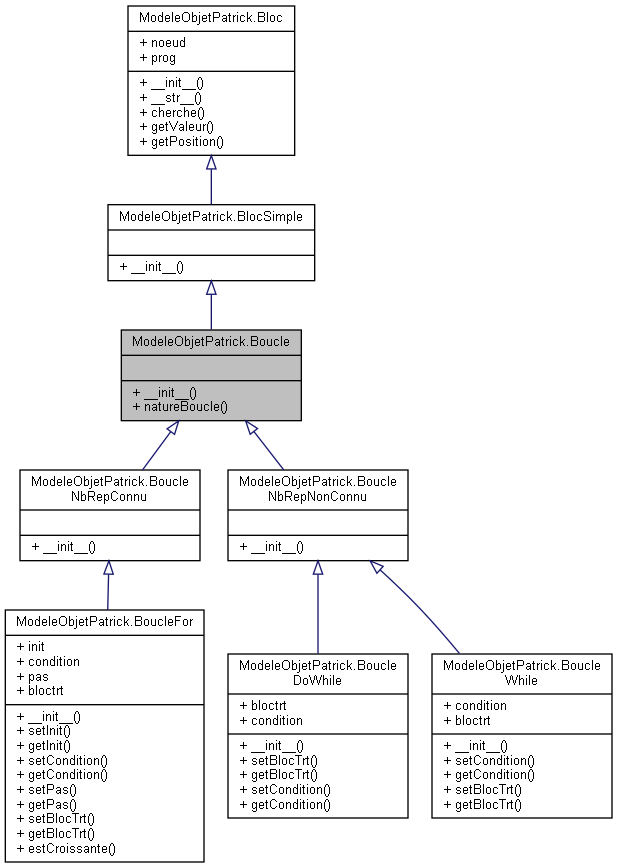 ModeleObjetPatrick.Bloc
+ noeud
+ prog
+ __init__()
+ __str__()
+ cherche()
+ getValeur()
+ getPosition()
ModeleObjetPatrick.BlocSimple
+ __init__()
ModeleObjetPatrick.Boucle
+ __init__()
+ natureBoucle()
ModeleObjetPatrick.Boucle
NbRepConnu
+ __init__()
ModeleObjetPatrick.Boucle
NbRepNonConnu
+ __init__()
ModeleObjetPatrick.BoucleFor
+ init
+ condition
+ pas
+ bloctrt
+ __init__()
+ setInit()
+ getInit()
+ setCondition()
+ getCondition()
+ setPas()
+ getPas()
+ setBlocTrt()
+ getBlocTrt()
+ estCroissante()
ModeleObjetPatrick.Boucle
DoWhile
+ bloctrt
+ condition
+ __init__()
+ setBlocTrt()
+ getBlocTrt()
+ setCondition()
+ getCondition()
ModeleObjetPatrick.Boucle
While
+ condition
+ bloctrt
+ __init__()
+ setCondition()
+ getCondition()
+ setBlocTrt()
+ getBlocTrt()